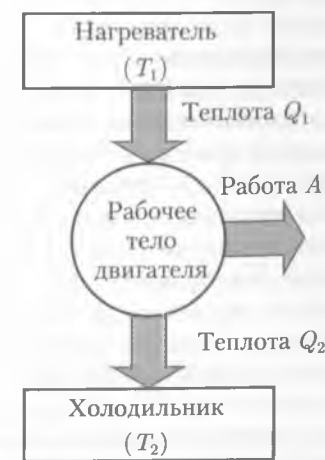 Нагреватель
(T₁)
Теплота Q₁
Работа A
Рабочее
тело
двигателя
Теплота Q₂
Холодильник
(T₂)